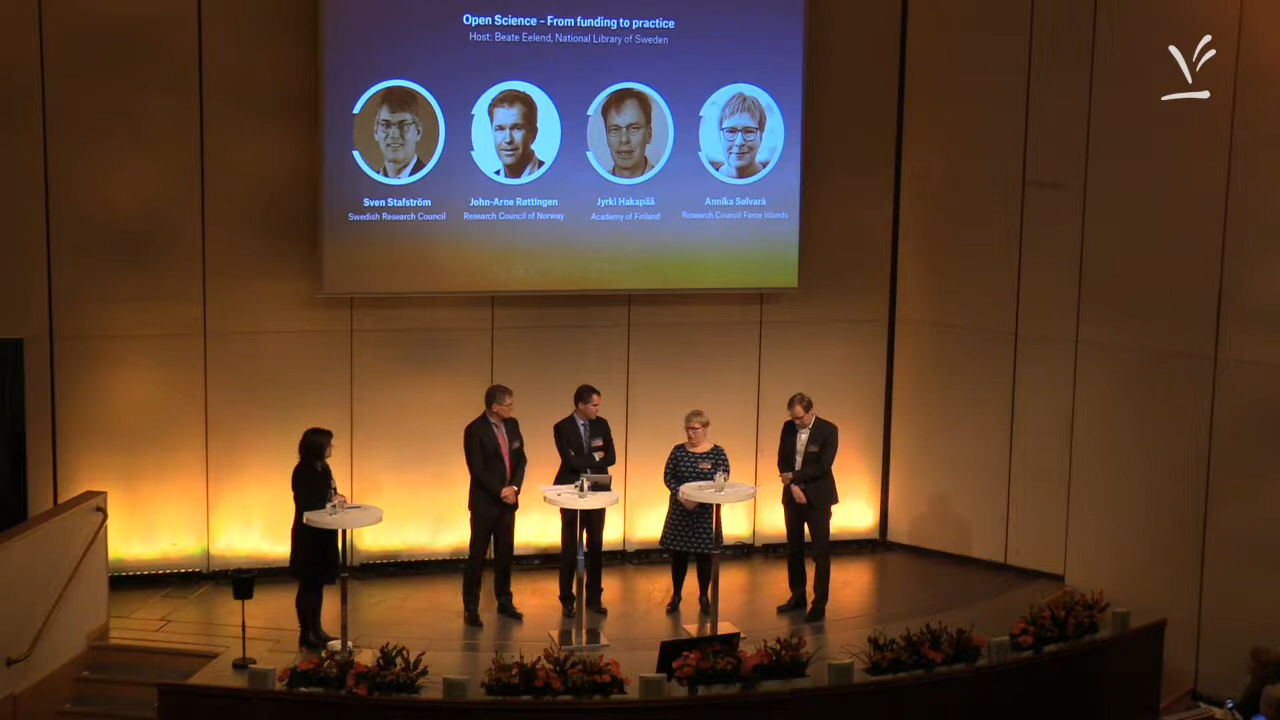 Open Science – From funding to practice
Host: Beate Eelend, National Library of Sweden
Sven Stafström
Swedish Research Council
John-Arne Røttingen
Research Council of Norway
Jyrki Hakapää
Academy of Finland
Annika Sølvará
Research Council Faroe Islands